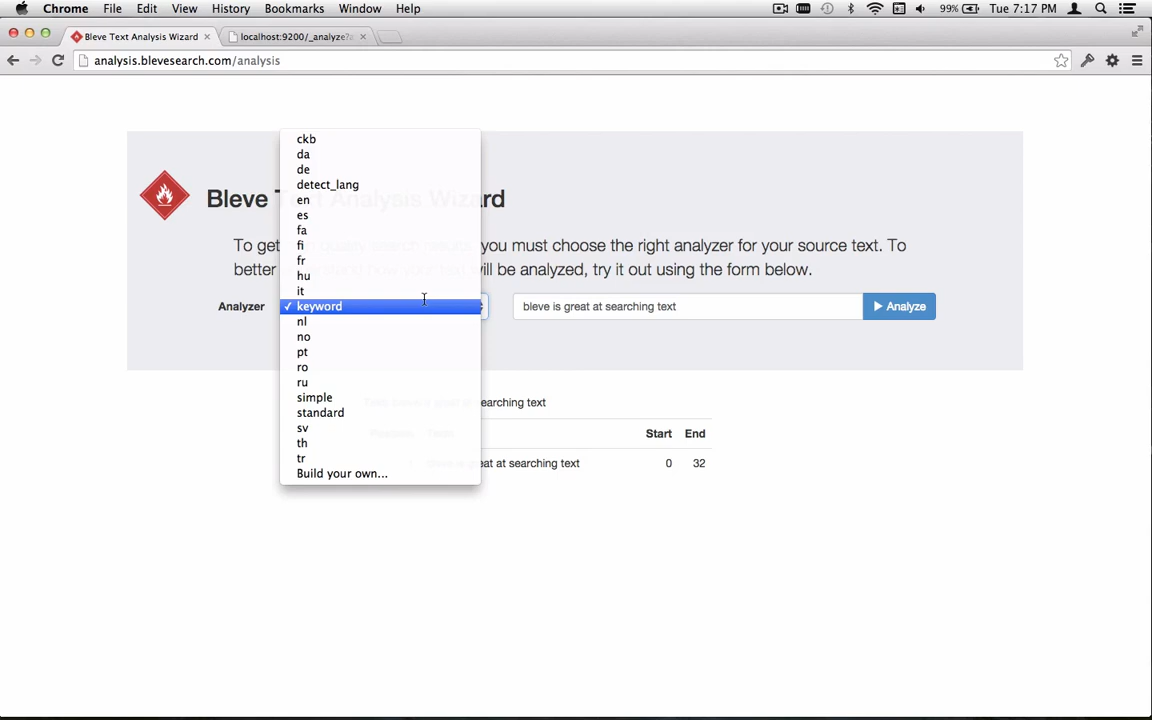 Chrome File Edit View History Bookmarks Window Help 99% Tue 7:17 PM
Bleve Text Analysis Wizard localhost:9200/_analyze?
analysis.blevesearch.com/analysis
ckb
da
de
detect_lang
Bleve Text Analysis Wizard
en
es
fa
To get you must choose the right analyzer for your source text. To
fi
fr
better will be analyzed, try it out using the form below.
hu
it
Analyzer ✓ keyword bleve is great at searching text Analyze
nl
no
pt
ro
ru
simple
searching text
standard
sv
Start End
th
tr
great at searching text 0 32
Build your own...